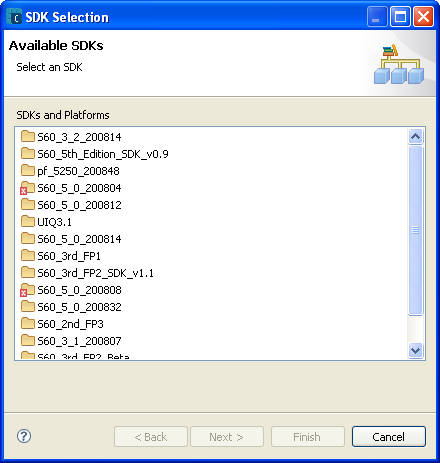 SDK Selection
Available SDKs
Select an SDK
SDKs and Platforms
S60_3_2_200814
S60_5th_Edition_SDK_v0.9
pf_5250_200848
S60_5_0_200804
S60_5_0_200812
UIQ3.1
S60_5_0_200814
S60_3rd_FP1
S60_3rd_FP2_SDK_v1.1
S60_5_0_200808
S60_5_0_200832
S60_2nd_FP3
S60_3_1_200807
S60_3rd_FP2_Beta
< Back Next > Finish Cancel